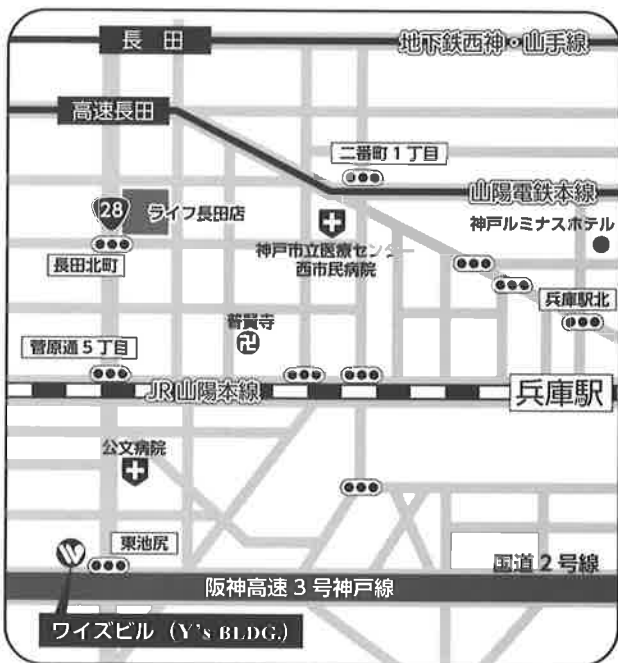 長田
地下鉄西神・山手線
高速長田
二番町1丁目
山陽電鉄本線
28
ライフ長田店
神戸ルミナスホテル
長田北町
神戸市立医療センター
西市民病院
兵庫駅北
普賢寺
菅原通5丁目
JR山陽本線
兵庫駅
公文病院
東池尻
国道2号線
阪神高速3号神戸線
ワイズビル (Y's BLDG.)